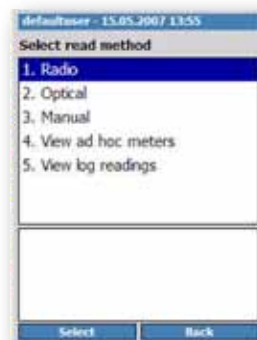 defaultuser - 15.05.2007 13:55
Select read method
1. Radio
2. Optical
3. Manual
4. View ad hoc meters
5. View log readings
Select Back